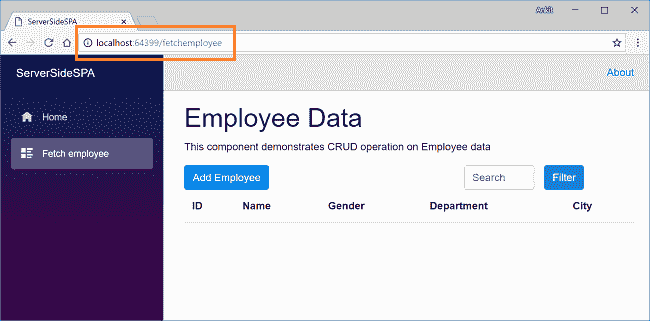 Ankit
ServerSideSPA
localhost:64399/fetchemployee
ServerSideSPA
About
Home
Fetch employee
Employee Data
This component demonstrates CRUD operation on Employee data
Add Employee
Search
Filter
ID Name Gender Department City